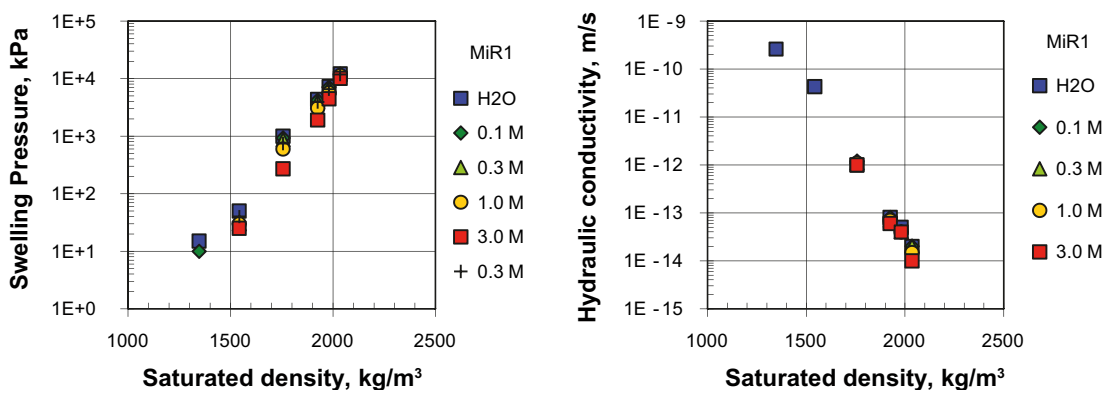 1E+5
1E+4
1E+3
1E+2
1E+1
1E+0
Swelling Pressure, kPa
1000 1500 2000 2500
Saturated density, kg/m³
MiR1
H2O
0.1 M
0.3 M
1.0 M
3.0 M
0.3 M
1E -9
1E -10
1E -11
1E -12
1E -13
1E -14
1E -15
Hydraulic conductivity, m/s
1000 1500 2000 2500
Saturated density, kg/m³
MiR1
H2O
0.1 M
0.3 M
1.0 M
3.0 M